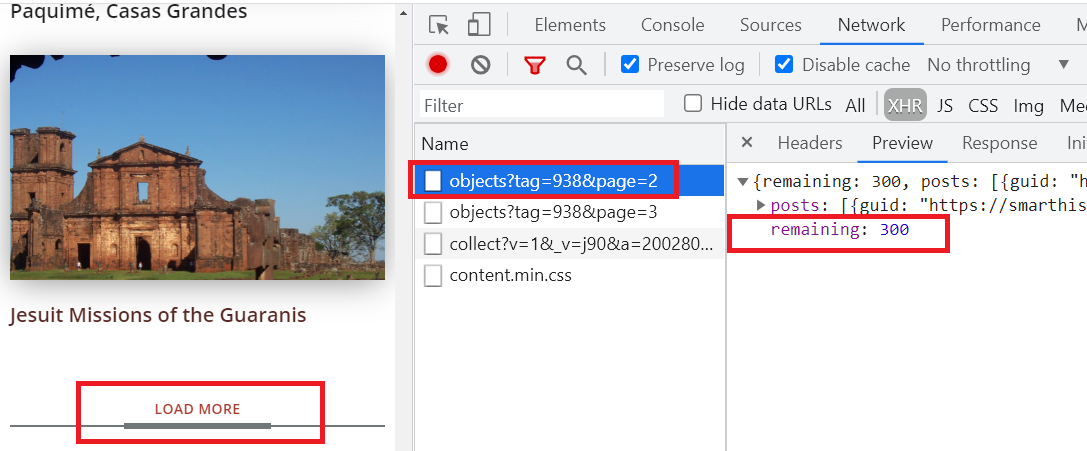 Paquimé, Casas Grandes
Jesuit Missions of the Guaranis
LOAD MORE
Elements Console Sources Network Performance M
Preserve log Disable cache No throttling
Filter Hide data URLs All XHR JS CSS Img Me
Name
objects?tag=938&page=2
objects?tag=938&page=3
collect?v=1&_v=j90&a=200280...
content.min.css
Headers Preview Response Ini
{remaining: 300, posts: [{guid: "h
posts: [{guid: "https://smarthis
remaining: 300